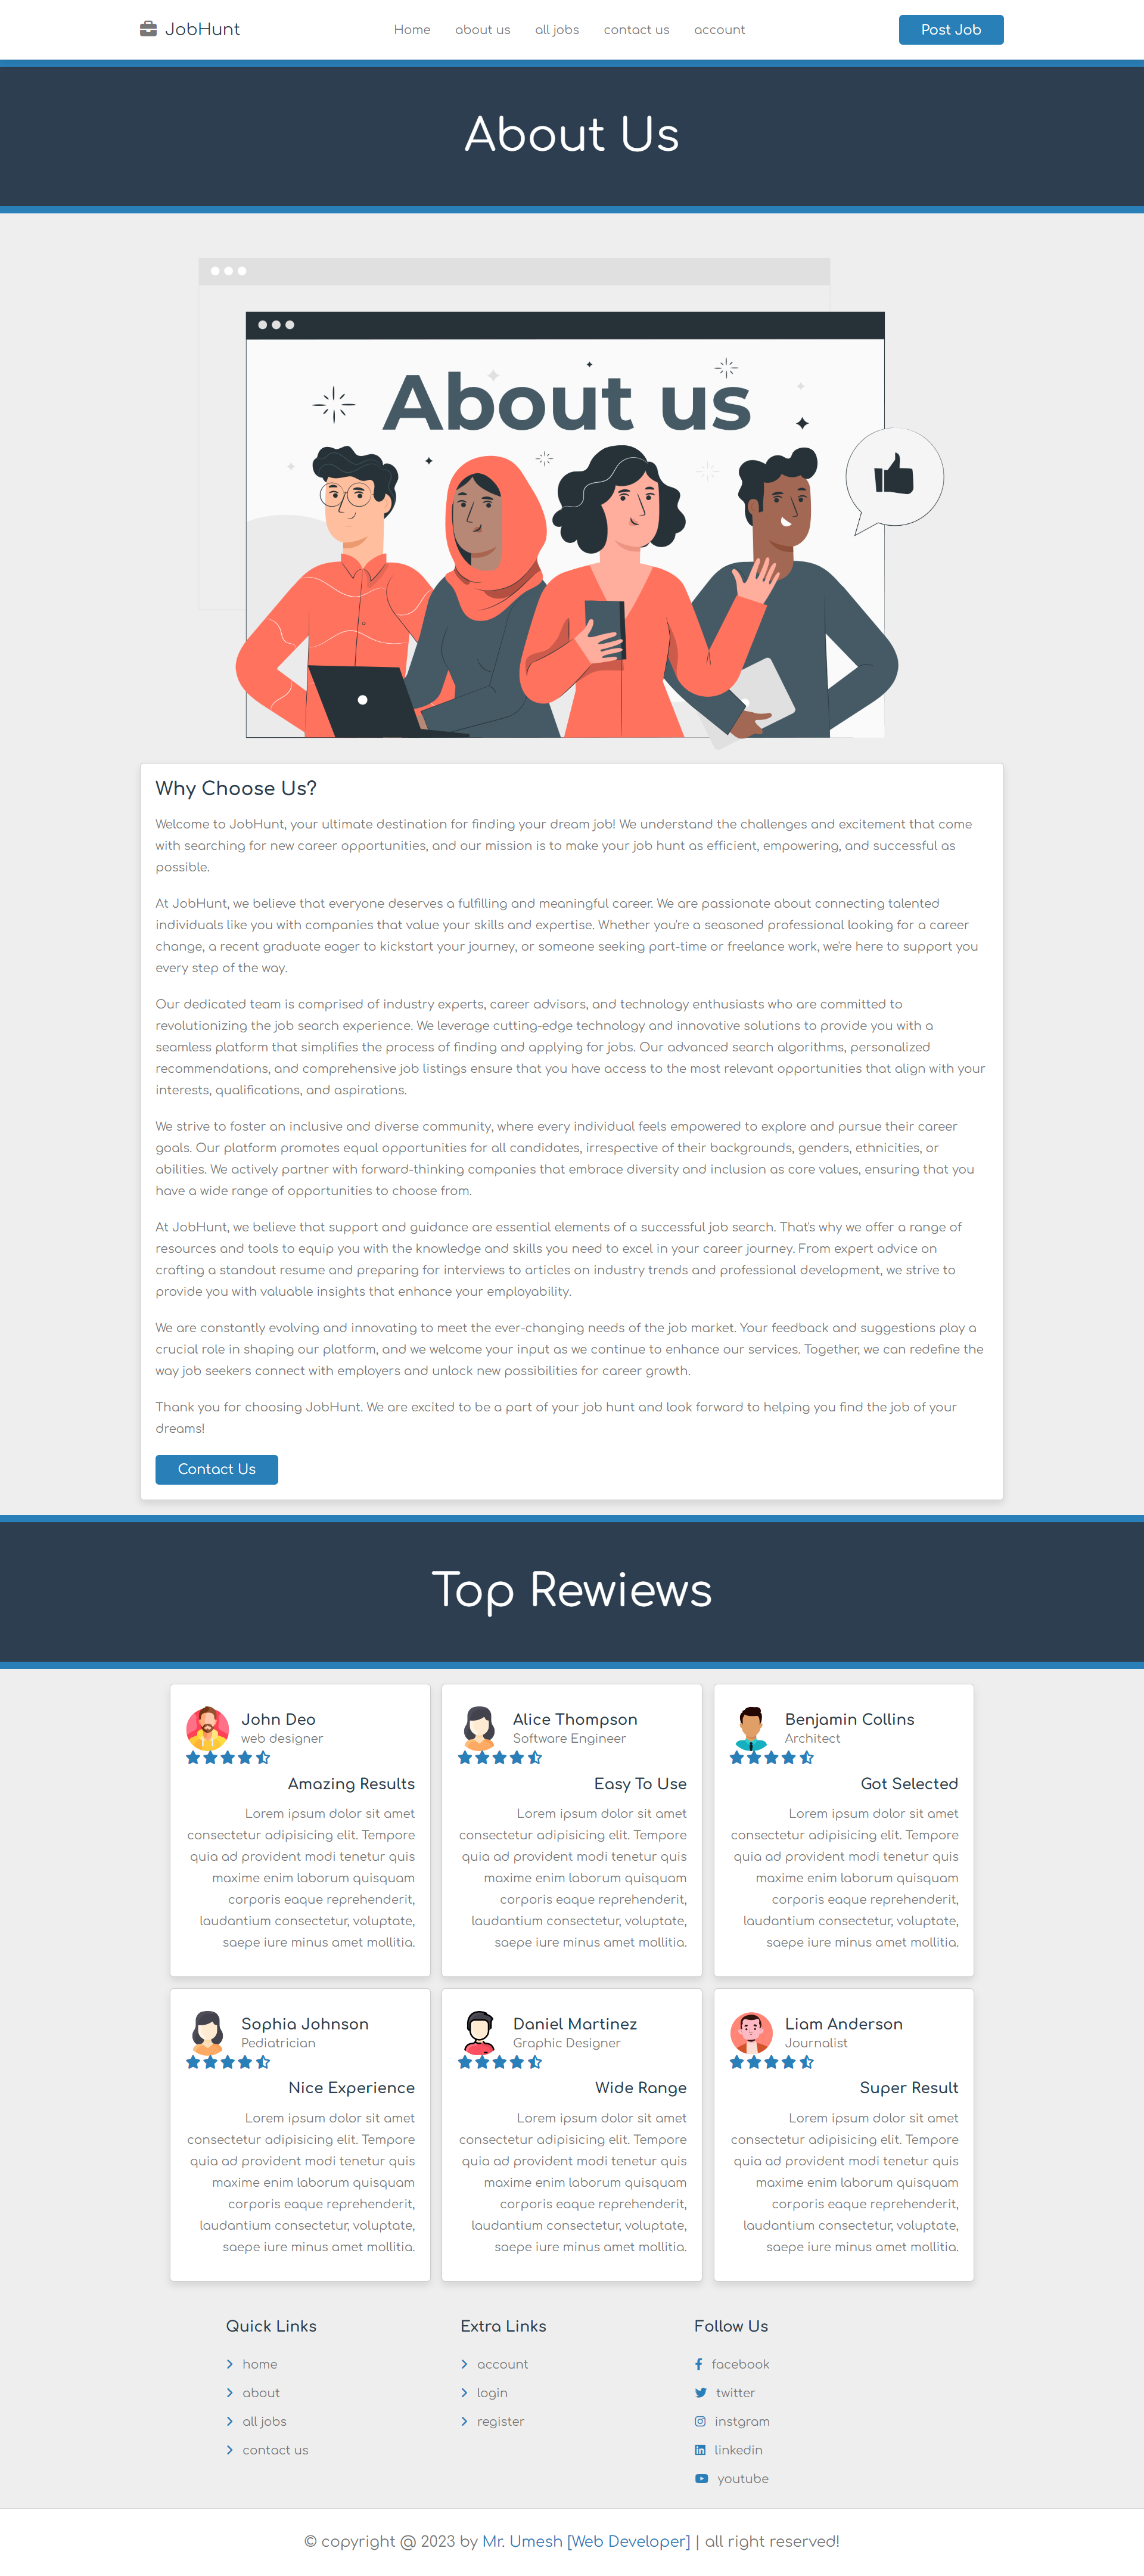 JobHunt
Home
about us
all jobs
contact us
account
Post Job
About Us
About us
Why Choose Us?
Welcome to JobHunt, your ultimate destination for finding your dream job! We understand the challenges and excitement that come
with searching for new career opportunities, and our mission is to make your job hunt as efficient, empowering, and successful as
possible.
At JobHunt, we believe that everyone deserves a fulfilling and meaningful career. We are passionate about connecting talented
individuals like you with companies that value your skills and expertise. Whether you're a seasoned professional looking for a career
change, a recent graduate eager to kickstart your journey, or someone seeking part-time or freelance work, we're here to support you
every step of the way.
Our dedicated team is comprised of industry experts, career advisors, and technology enthusiasts who are committed to
revolutionizing the job search experience. We leverage cutting-edge technology and innovative solutions to provide you with a
seamless platform that simplifies the process of finding and applying for jobs. Our advanced search algorithms, personalized
recommendations, and comprehensive job listings ensure that you have access to the most relevant opportunities that align with your
interests, qualifications, and aspirations.
We strive to foster an inclusive and diverse community, where every individual feels empowered to explore and pursue their career
goals. Our platform promotes equal opportunities for all candidates, irrespective of their backgrounds, genders, ethnicities, or
abilities. We actively partner with forward-thinking companies that embrace diversity and inclusion as core values, ensuring that you
have a wide range of opportunities to choose from.
At JobHunt, we believe that support and guidance are essential elements of a successful job search. That's why we offer a range of
resources and tools to equip you with the knowledge and skills you need to excel in your career journey. From expert advice on
crafting a standout resume and preparing for interviews to articles on industry trends and professional development, we strive to
provide you with valuable insights that enhance your employability.
We are constantly evolving and innovating to meet the ever-changing needs of the job market. Your feedback and suggestions play a
crucial role in shaping our platform, and we welcome your input as we continue to enhance our services. Together, we can redefine the
way job seekers connect with employers and unlock new possibilities for career growth.
Thank you for choosing JobHunt. We are excited to be a part of your job hunt and look forward to helping you find the job of your
dreams!
Contact Us
Top Rewiews
John Deo
web designer
Amazing Results
Lorem ipsum dolor sit amet
consectetur adipisicing elit. Tempore
quia ad provident modi tenetur quis
maxime enim laborum quisquam
corporis eaque reprehenderit,
laudantium consectetur, voluptate,
saepe iure minus amet mollitia.
Alice Thompson
Software Engineer
Easy To Use
Lorem ipsum dolor sit amet
consectetur adipisicing elit. Tempore
quia ad provident modi tenetur quis
maxime enim laborum quisquam
corporis eaque reprehenderit,
laudantium consectetur, voluptate,
saepe iure minus amet mollitia.
Benjamin Collins
Architect
Got Selected
Lorem ipsum dolor sit amet
consectetur adipisicing elit. Tempore
quia ad provident modi tenetur quis
maxime enim laborum quisquam
corporis eaque reprehenderit,
laudantium consectetur, voluptate,
saepe iure minus amet mollitia.
Sophia Johnson
Pediatrician
Nice Experience
Lorem ipsum dolor sit amet
consectetur adipisicing elit. Tempore
quia ad provident modi tenetur quis
maxime enim laborum quisquam
corporis eaque reprehenderit,
laudantium consectetur, voluptate,
saepe iure minus amet mollitia.
Daniel Martinez
Graphic Designer
Wide Range
Lorem ipsum dolor sit amet
consectetur adipisicing elit. Tempore
quia ad provident modi tenetur quis
maxime enim laborum quisquam
corporis eaque reprehenderit,
laudantium consectetur, voluptate,
saepe iure minus amet mollitia.
Liam Anderson
Journalist
Super Result
Lorem ipsum dolor sit amet
consectetur adipisicing elit. Tempore
quia ad provident modi tenetur quis
maxime enim laborum quisquam
corporis eaque reprehenderit,
laudantium consectetur, voluptate,
saepe iure minus amet mollitia.
Quick Links
home
about
all jobs
contact us
Extra Links
account
login
register
Follow Us
facebook
twitter
instgram
linkedin
youtube
© copyright @ 2023 by Mr. Umesh [Web Developer] | all right reserved!